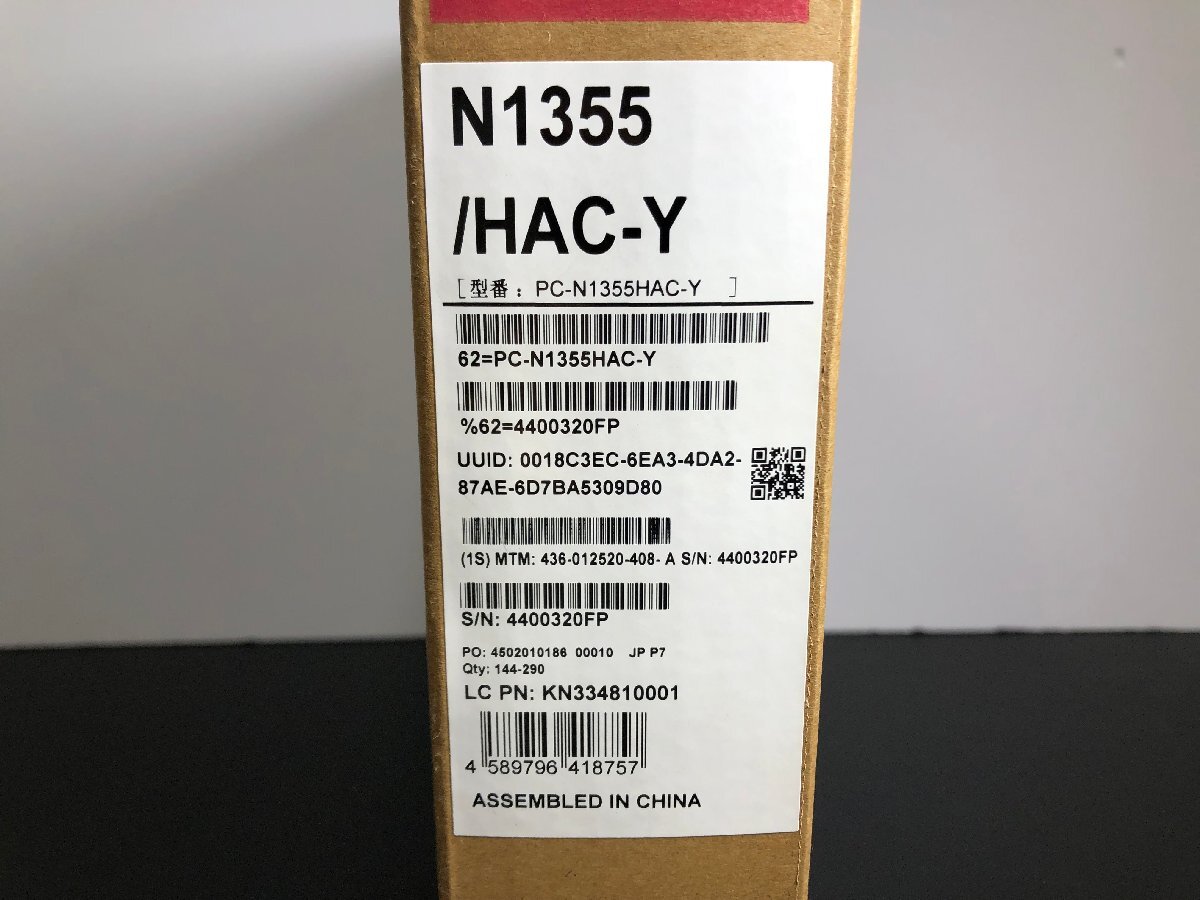 N1355
/HAC-Y
[型番： PC-N1355HAC-Y ]
62=PC-N1355HAC-Y
%62=4400320FP
UUID: 0018C3EC-6EA3-4DA2-
87AE-6D7BA5309D80
(1S) MTM: 436-012520-408- A S/N: 4400320FP
S/N: 4400320FP
PO: 4502010186 00010 JP P7
Qty: 144-290
LC PN: KN334810001
4 589796 418757
ASSEMBLED IN CHINA